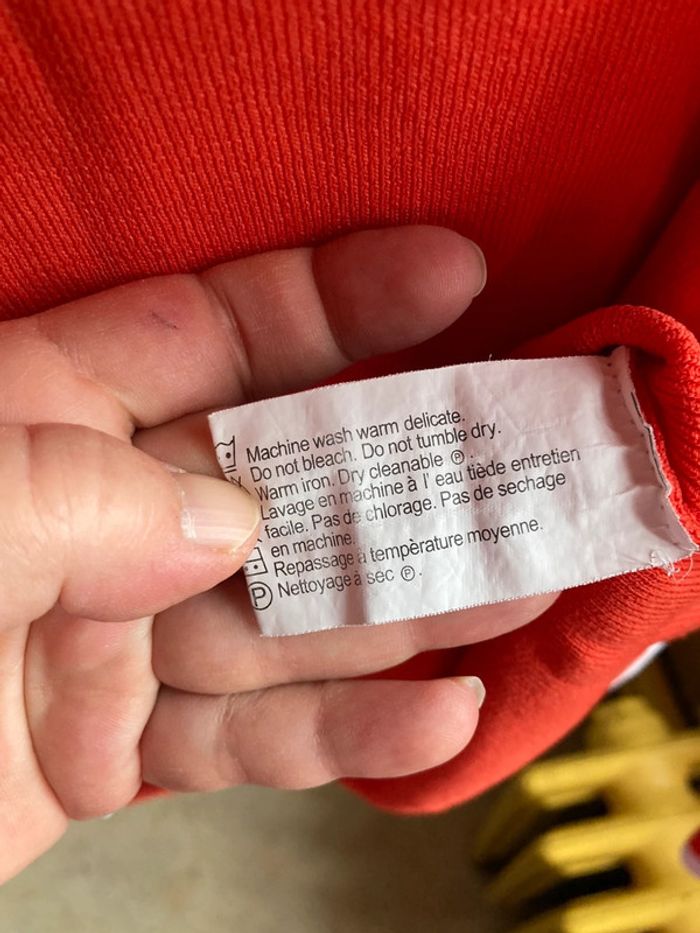 Machine wash warm delicate.
Do not bleach. Do not tumble dry.
Warm iron. Dry cleanable Ⓟ.
Lavage en machine à l' eau tiède entretien
facile. Pas de chlorage. Pas de sechage
en machine.
Repassage à tempèrature moyenne.
Ⓟ Nettoyage à sec Ⓟ.